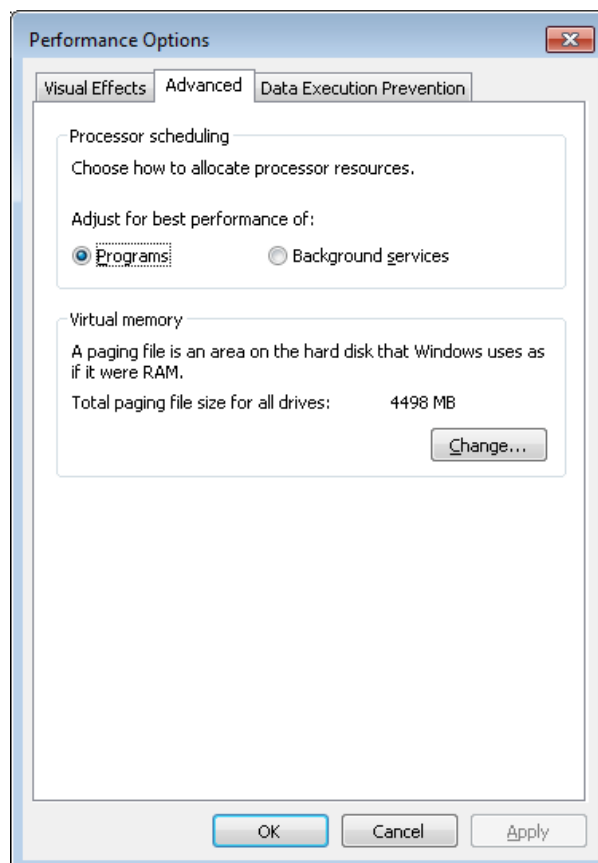 Performance Options
Visual Effects Advanced Data Execution Prevention
Processor scheduling
Choose how to allocate processor resources.
Adjust for best performance of:
Programs Background services
Virtual memory
A paging file is an area on the hard disk that Windows uses as
if it were RAM.
Total paging file size for all drives: 4498 MB
Change...
OK Cancel Apply